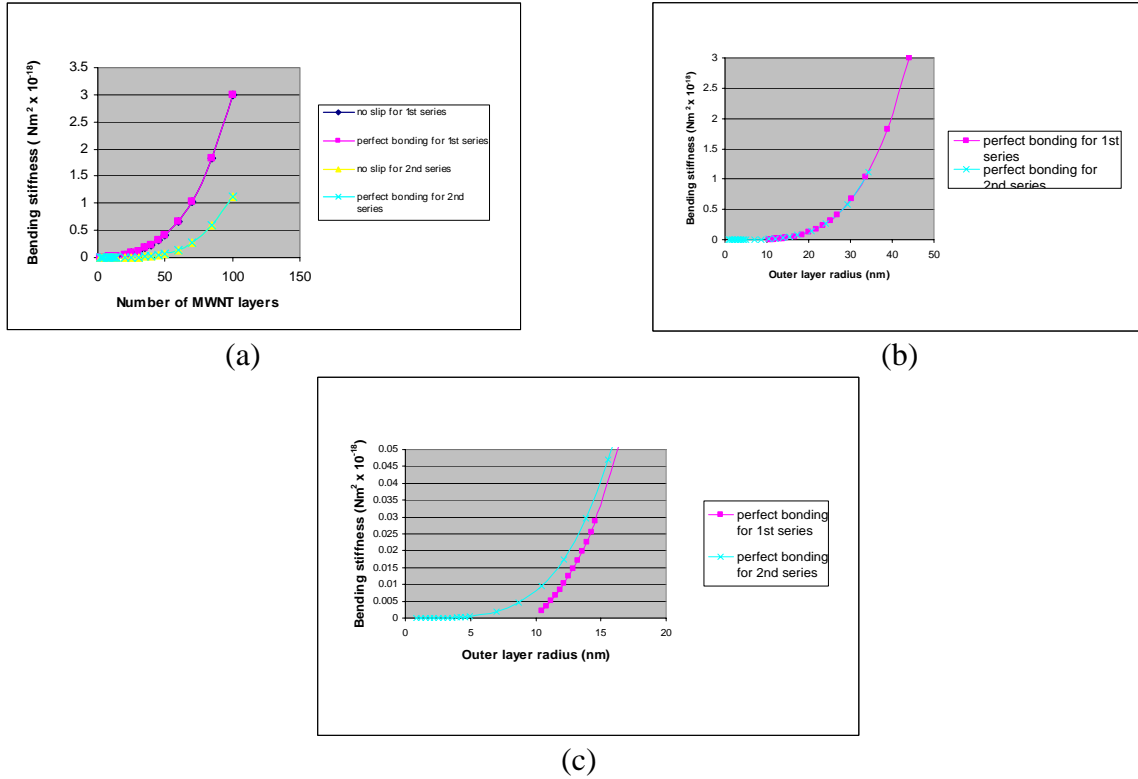 Bending stiffness ( Nm² x 10⁻¹⁸)
3.5
3
2.5
2
1.5
1
0.5
0
0 50 100 150
Number of MWNT layers
no slip for 1st series
perfect bonding for 1st series
no slip for 2nd series
perfect bonding for 2nd
series
(a)
Bending stiffness (Nm² x 10⁻¹⁸)
3
2.5
2
1.5
1
0.5
0
0 10 20 30 40 50
Outer layer radius (nm)
perfect bonding for 1st
series
perfect bonding for
2nd series
(b)
Bending stiffness (Nm² x 10⁻¹⁸)
0.05
0.045
0.04
0.035
0.03
0.025
0.02
0.015
0.01
0.005
0
0 5 10 15 20
Outer layer radius (nm)
perfect bonding
for 1st series
perfect bonding
for 2nd series
(c)